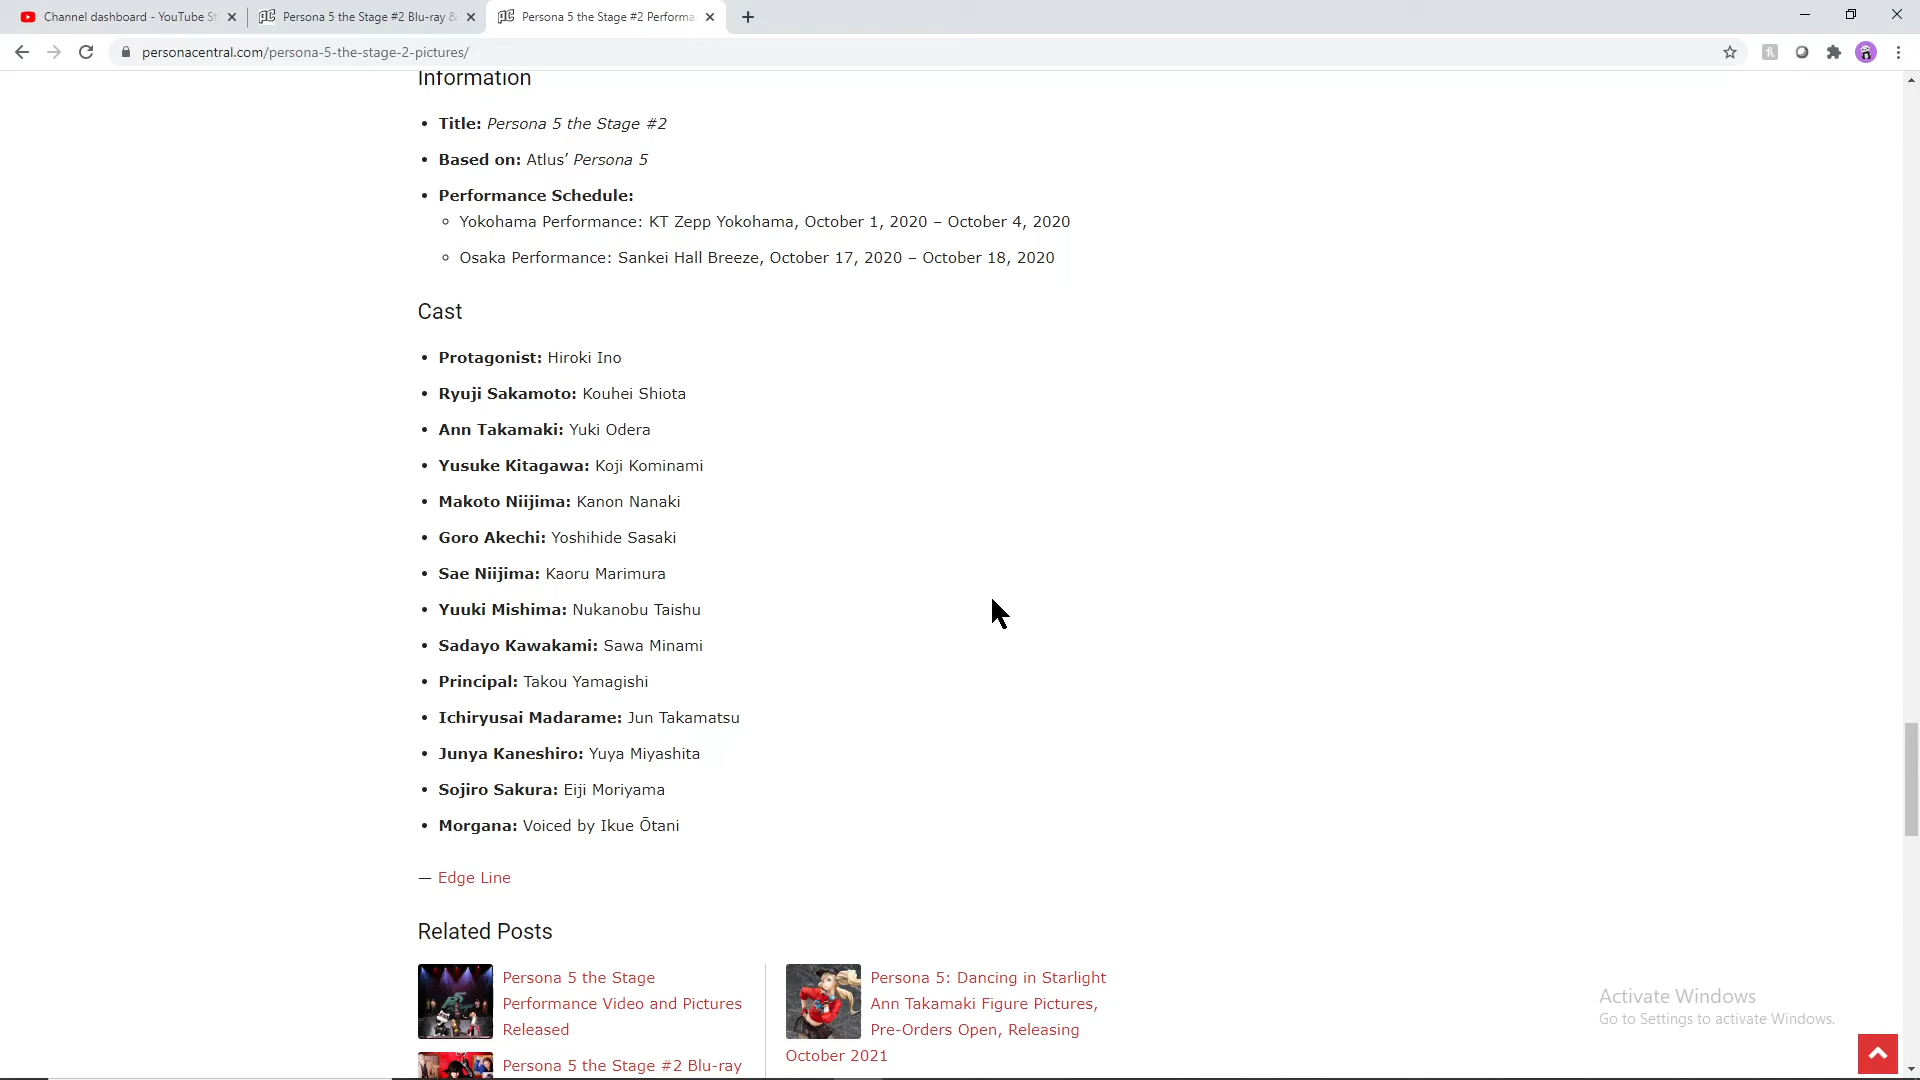 Channel dashboard - YouTube St
Persona 5 the Stage #2 Blu-ray &
Persona 5 the Stage #2 Performa
personacentral.com/persona-5-the-stage-2-pictures/
Information
• Title: Persona 5 the Stage #2
• Based on: Atlus’ Persona 5
• Performance Schedule:
Yokohama Performance: KT Zepp Yokohama, October 1, 2020 – October 4, 2020
Osaka Performance: Sankei Hall Breeze, October 17, 2020 – October 18, 2020
Cast
• Protagonist: Hiroki Ino
• Ryuji Sakamoto: Kouhei Shiota
• Ann Takamaki: Yuki Odera
• Yusuke Kitagawa: Koji Kominami
• Makoto Niijima: Kanon Nanaki
• Goro Akechi: Yoshihide Sasaki
• Sae Niijima: Kaoru Marimura
• Yuuki Mishima: Nukanobu Taishu
• Sadayo Kawakami: Sawa Minami
• Principal: Takou Yamagishi
• Ichiryusai Madarame: Jun Takamatsu
• Junya Kaneshiro: Yuya Miyashita
• Sojiro Sakura: Eiji Moriyama
• Morgana: Voiced by Ikue Ōtani
— Edge Line
Related Posts
Persona 5 the Stage
Performance Video and Pictures
Released
Persona 5 the Stage #2 Blu-ray
Persona 5: Dancing in Starlight
Ann Takamaki Figure Pictures,
Pre-Orders Open, Releasing
October 2021
Activate Windows
Go to Settings to activate Windows.